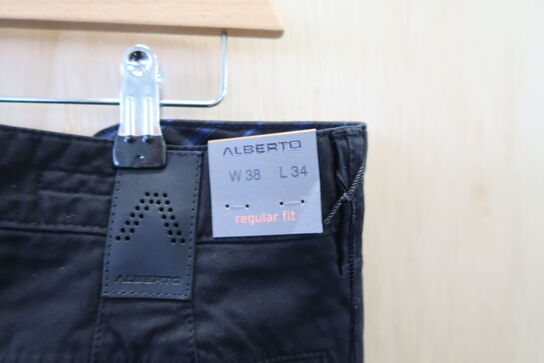 ALBERTO
W 38 L 34
regular fit
ALBERTO